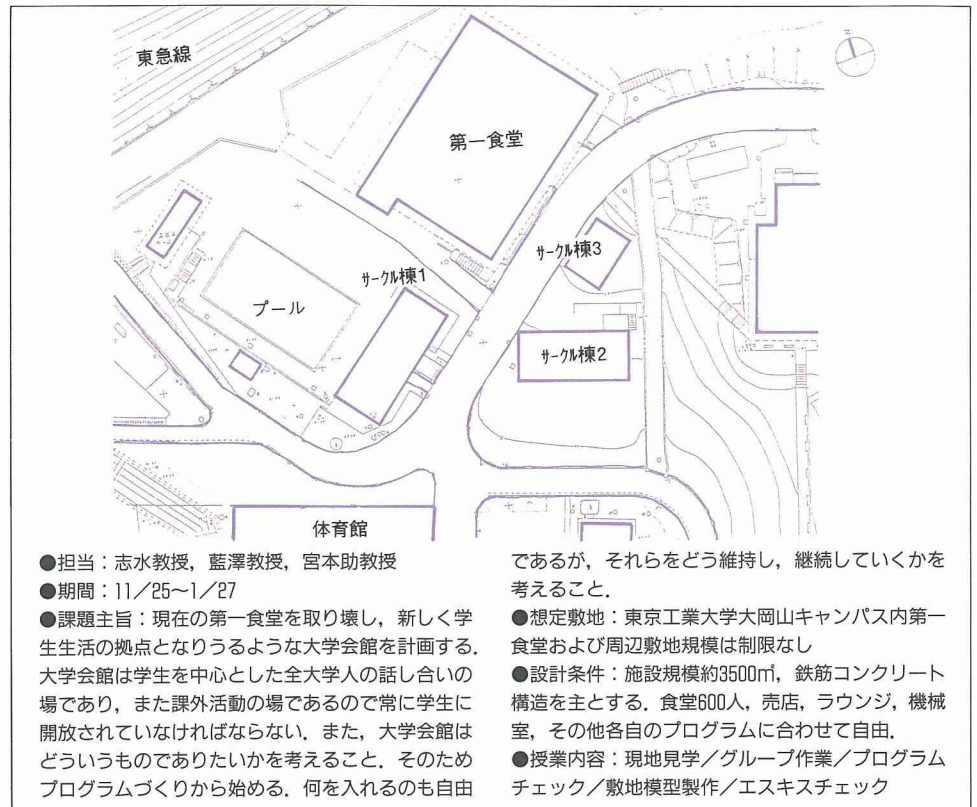 東急線
第一食堂
サークル棟1
サークル棟3
プール
サークル棟2
体育館
●担当：志水教授，藍澤教授，宮本助教授
●期間：11／25～1／27
●課題主旨：現在の第一食堂を取り壊し，新しく学
生生活の拠点となりうるような大学会館を計画する．
大学会館は学生を中心とした全大学人の話し合いの
場であり，また課外活動の場であるので常に学生に
開放されていなければならない．また，大学会館は
どういうものでありたいかを考えること．そのため
プログラムづくりから始める．何を入れるのも自由
であるが，それらをどう維持し，継続していくかを
考えること．
●想定敷地：東京工業大学大岡山キャンパス内第一
食堂および周辺敷地規模は制限なし
●設計条件：施設規模約3500㎡，鉄筋コンクリート
構造を主とする．食堂600人，売店，ラウンジ，機械
室，その他各自のプログラムに合わせて自由．
●授業内容：現地見学／グループ作業／プログラム
チェック／敷地模型製作／エスキスチェック